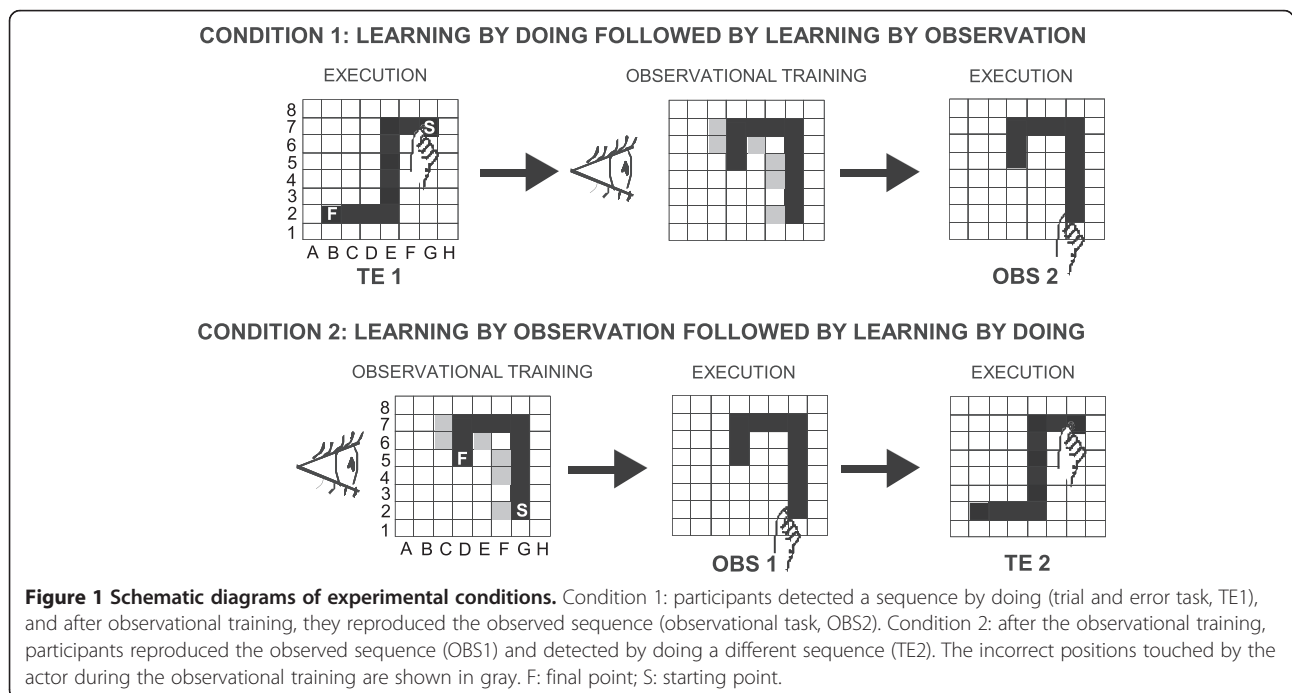 CONDITION 1: LEARNING BY DOING FOLLOWED BY LEARNING BY OBSERVATION
EXECUTION
OBSERVATIONAL TRAINING
EXECUTION
8
7
6
5
4
3
2
1
S
F
A B C D E F G H
TE 1
OBS 2
CONDITION 2: LEARNING BY OBSERVATION FOLLOWED BY LEARNING BY DOING
OBSERVATIONAL TRAINING
EXECUTION
EXECUTION
8
7
6
5
4
3
2
1
F
S
A B C D E F G H
OBS 1
TE 2
Figure 1 Schematic diagrams of experimental conditions. Condition 1: participants detected a sequence by doing (trial and error task, TE1),
and after observational training, they reproduced the observed sequence (observational task, OBS2). Condition 2: after the observational training,
participants reproduced the observed sequence (OBS1) and detected by doing a different sequence (TE2). The incorrect positions touched by the
actor during the observational training are shown in gray. F: final point; S: starting point.